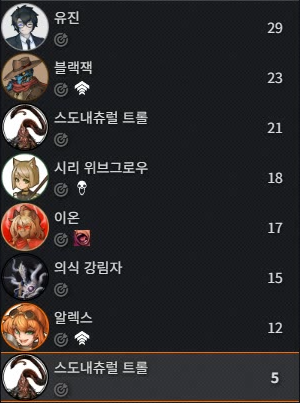 유진 29
블랙잭 23
스도내츄럴 트롤 21
시리 위브그로우 18
이온 17
의식 강림자 15
알렉스 12
스도내츄럴 트롤 5